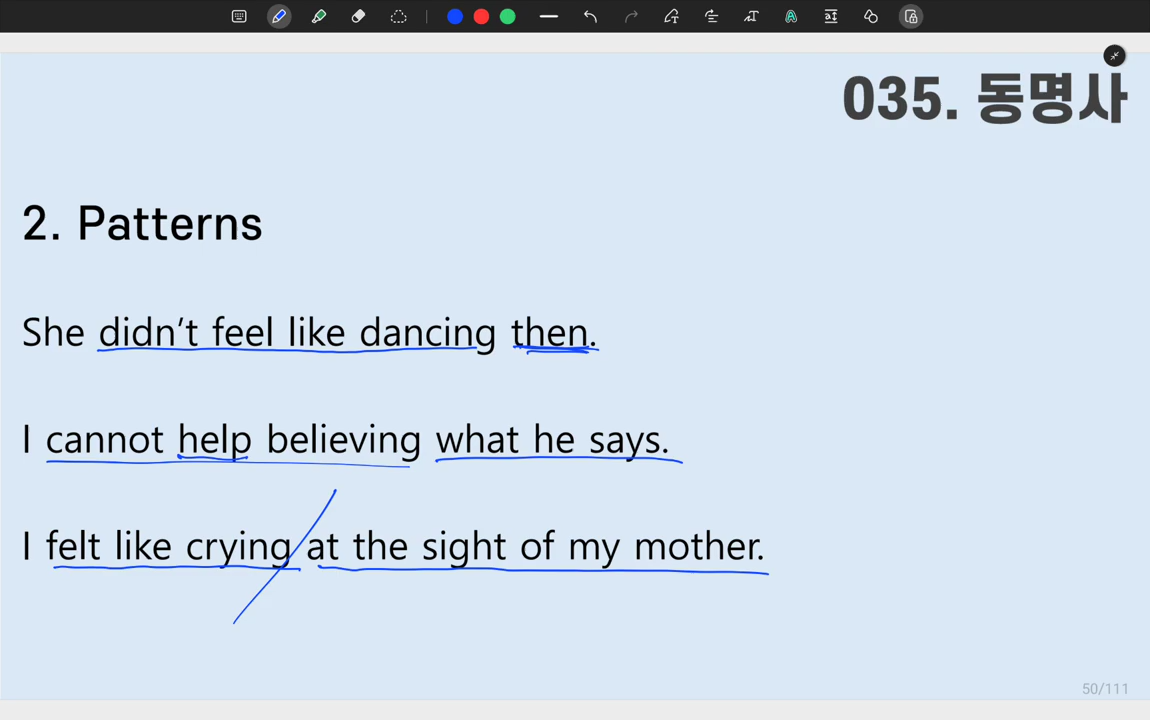 035. 동명사
2. Patterns
She didn't feel like dancing then.
I cannot help believing what he says.
I felt like crying at the sight of my mother.
50/111